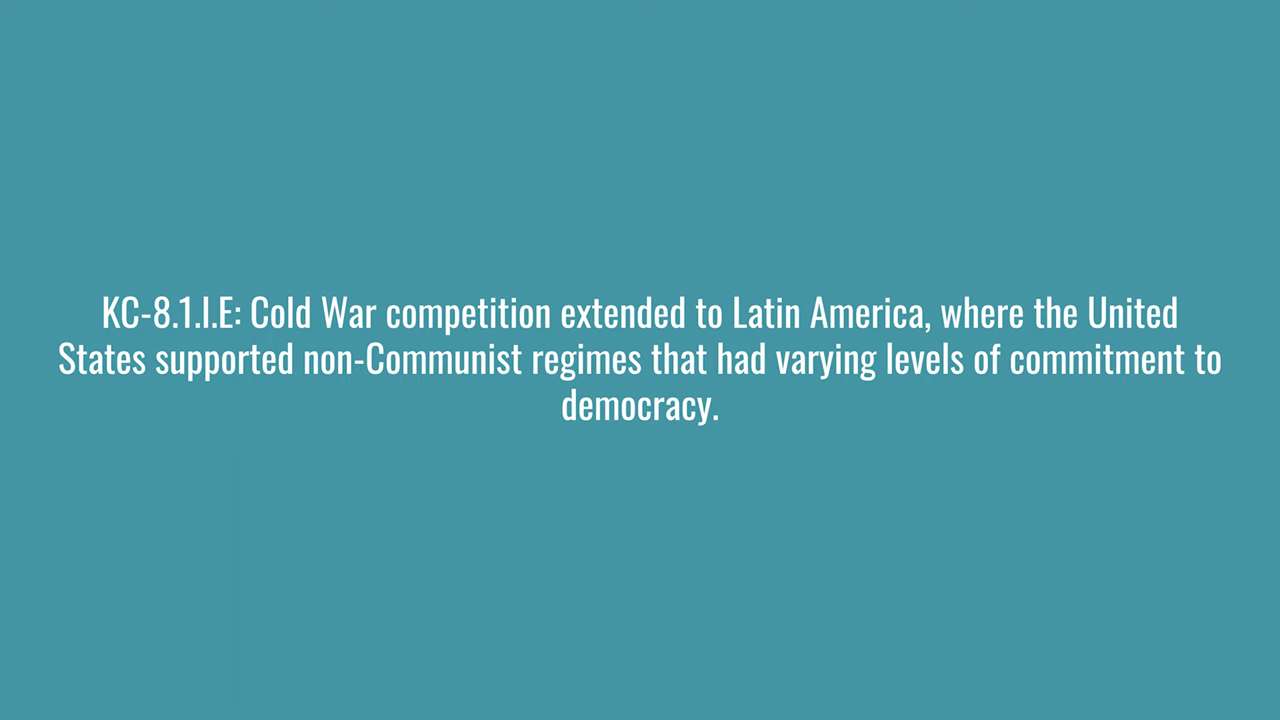 KC-8.1.I.E: Cold War competition extended to Latin America, where the United
States supported non-Communist regimes that had varying levels of commitment to
democracy.